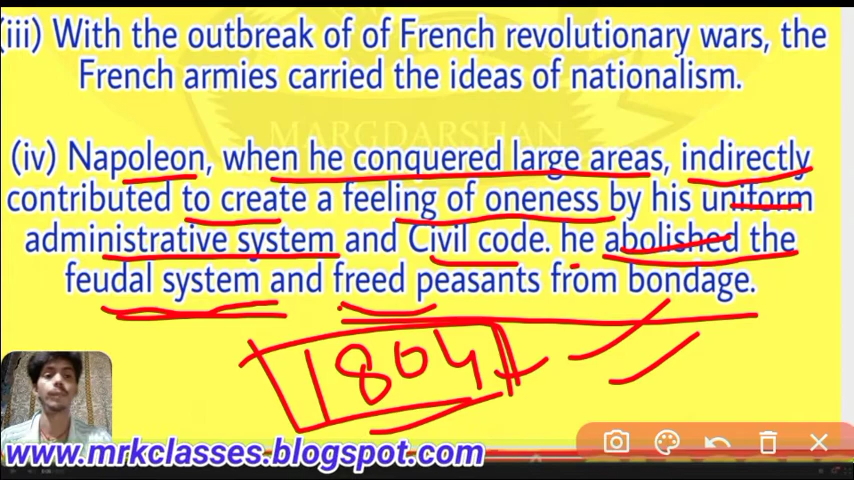 (iii) With the outbreak of of French revolutionary wars, the
French armies carried the ideas of nationalism.
MARGDARSHAN
(iv) Napoleon, when he conquered large areas, indirectly
contributed to create a feeling of oneness by his uniform
administrative system and Civil code. he abolished the
feudal system and freed peasants from bondage.
1804
www.mrkclasses.blogspot.com